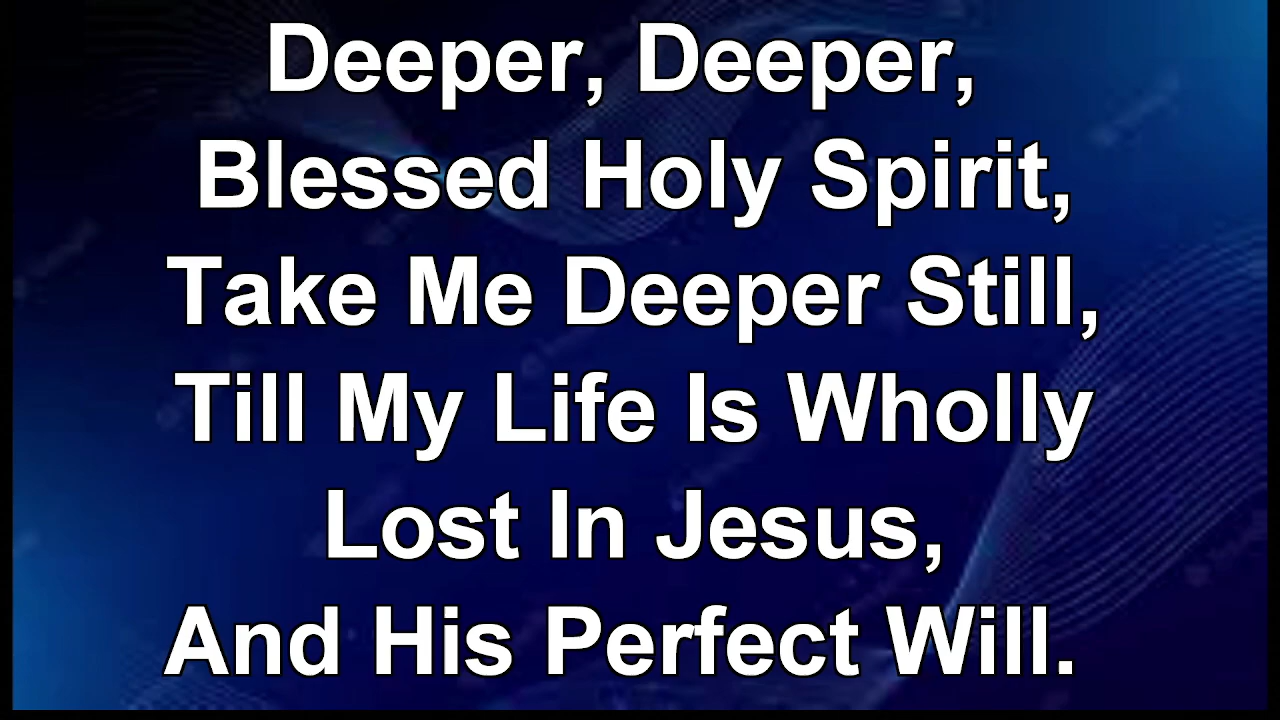 Deeper, Deeper,
Blessed Holy Spirit,
Take Me Deeper Still,
Till My Life Is Wholly
Lost In Jesus,
And His Perfect Will.